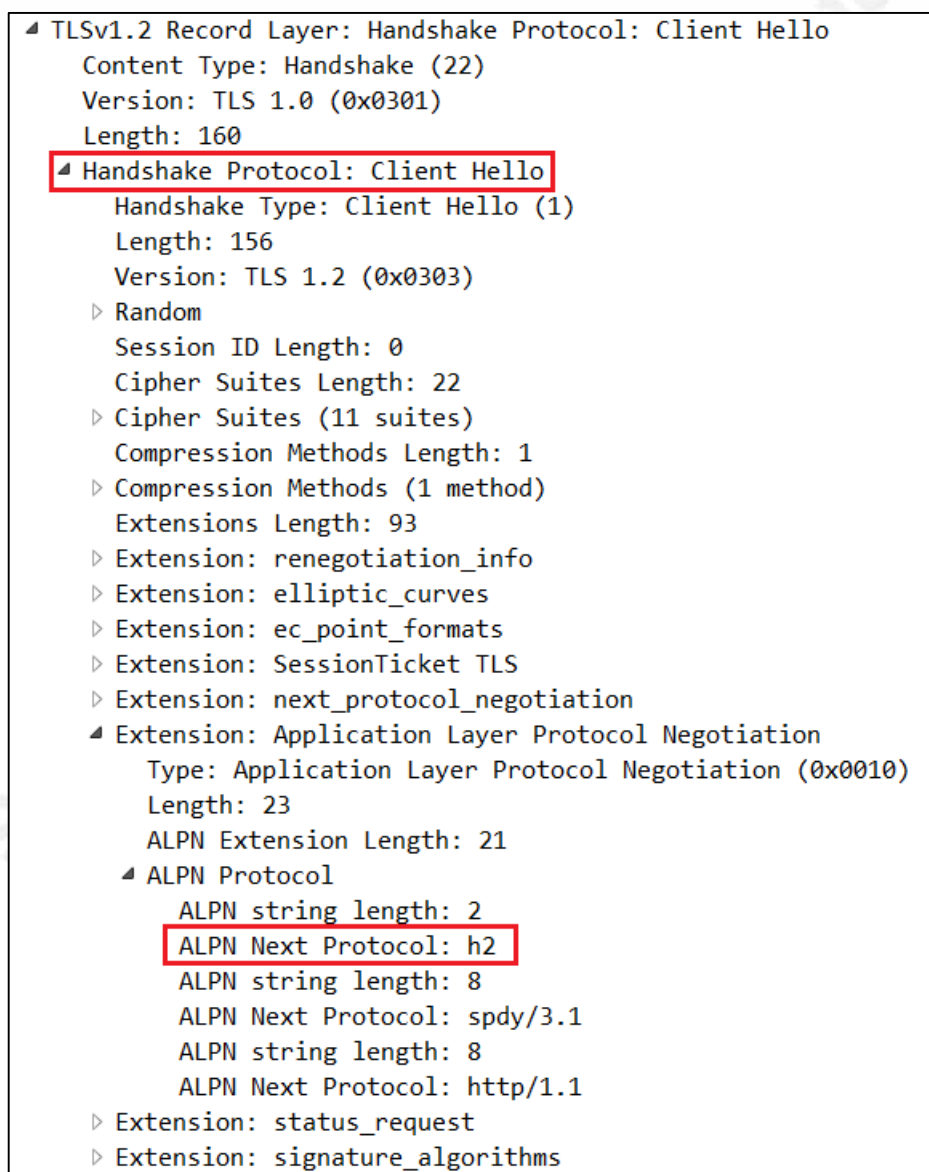 TLSv1.2 Record Layer: Handshake Protocol: Client Hello
Content Type: Handshake (22)
Version: TLS 1.0 (0x0301)
Length: 160
Handshake Protocol: Client Hello
Handshake Type: Client Hello (1)
Length: 156
Version: TLS 1.2 (0x0303)
Random
Session ID Length: 0
Cipher Suites Length: 22
Cipher Suites (11 suites)
Compression Methods Length: 1
Compression Methods (1 method)
Extensions Length: 93
Extension: renegotiation_info
Extension: elliptic_curves
Extension: ec_point_formats
Extension: SessionTicket TLS
Extension: next_protocol_negotiation
Extension: Application Layer Protocol Negotiation
Type: Application Layer Protocol Negotiation (0x0010)
Length: 23
ALPN Extension Length: 21
ALPN Protocol
ALPN string length: 2
ALPN Next Protocol: h2
ALPN string length: 8
ALPN Next Protocol: spdy/3.1
ALPN string length: 8
ALPN Next Protocol: http/1.1
Extension: status_request
Extension: signature_algorithms